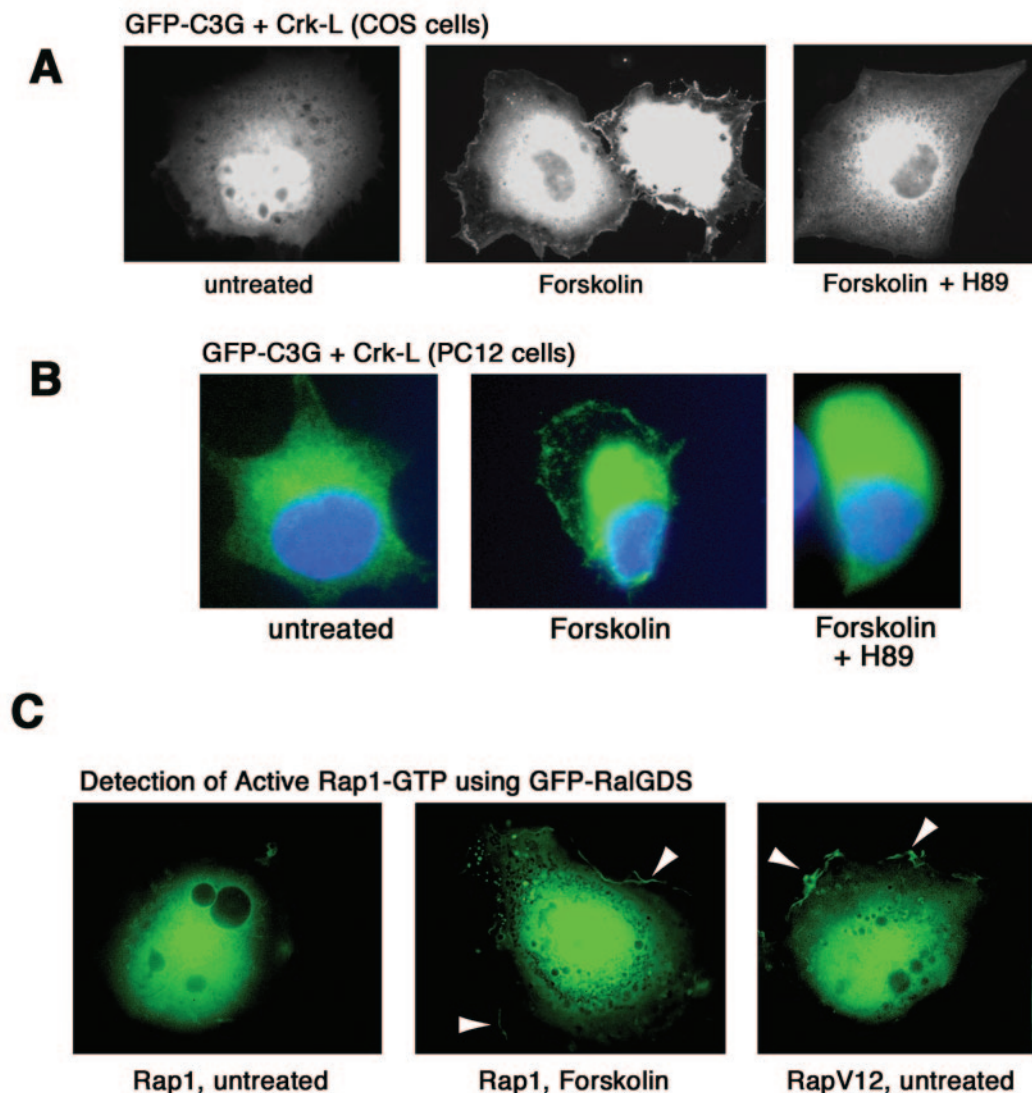 GFP-C3G + Crk-L (COS cells)
A
untreated
Forskolin
Forskolin + H89
GFP-C3G + Crk-L (PC12 cells)
B
untreated
Forskolin
Forskolin
+ H89
C
Detection of Active Rap1-GTP using GFP-RalGDS
Rap1, untreated
Rap1, Forskolin
RapV12, untreated